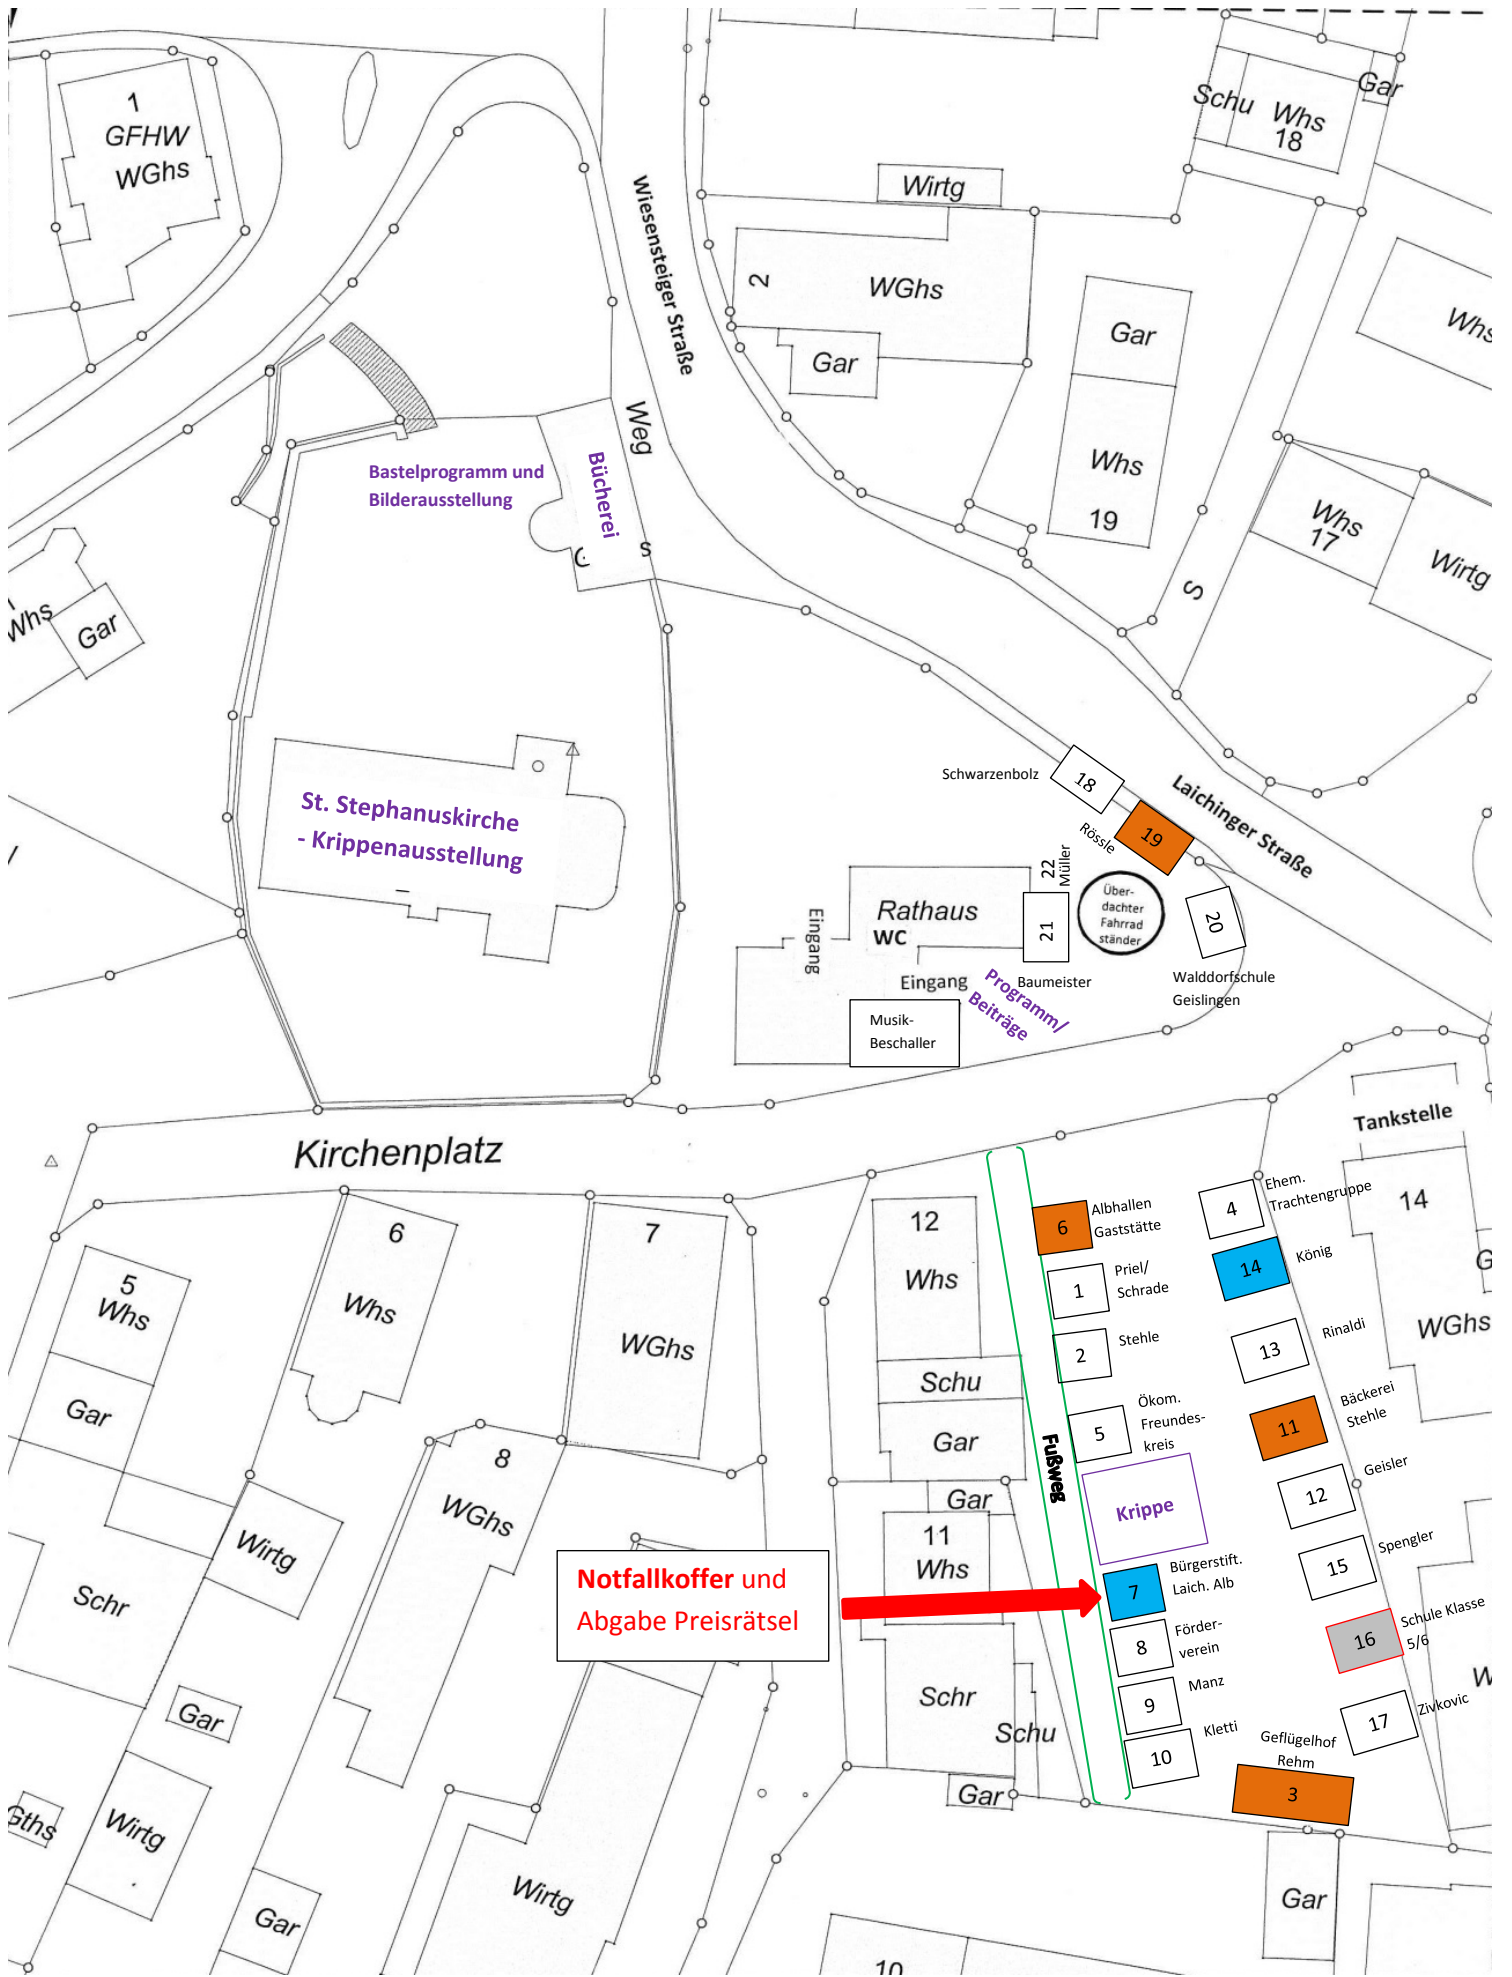 1
GFHW
WGhs
Wiesensteiger Straße
Weg
Wirtg
2
WGhs
Gar
Schu
Whs
18
Gar
Gar
Whs
19
Whs
Whs
17
Wirtg
S
Bastelprogramm und
Bilderausstellung
Bücherei
S
Whs
Gar
St. Stephanuskirche
- Krippenausstellung
Schwarzenbolz
18
Rössle
19
Laichinger Straße
22
Müller
Über-
dachter
Fahrrad
ständer
20
21
Rathaus
WC
Eingang
Eingang
Baumeister
Walddorfschule
Geislingen
Programm/
Beiträge
Musik-
Beschaller
Kirchenplatz
Tankstelle
14
WGhs
G
5
Whs
Gar
6
Whs
7
WGhs
8
WGhs
12
Whs
Schu
Gar
Gar
11
Whs
Schr
Schu
Gar
Fußweg
6
Albhallen
Gaststätte
4
Ehem.
Trachtengruppe
1
Priel/
Schrade
14
König
2
Stehle
13
Rinaldi
5
Ökom.
Freundes-
kreis
11
Bäckerei
Stehle
Krippe
12
Geisler
7
Bürgerstift.
Laich. Alb
15
Spengler
8
Förder-
verein
16
Schule Klasse
5/6
9
Manz
17
Zivkovic
10
Kletti
Geflügelhof
Rehm
3
Notfallkoffer und
Abgabe Preisrätsel
Schr
Wirtg
Gar
Wirtg
Gths
Gar
Wirtg
Gar
W
10